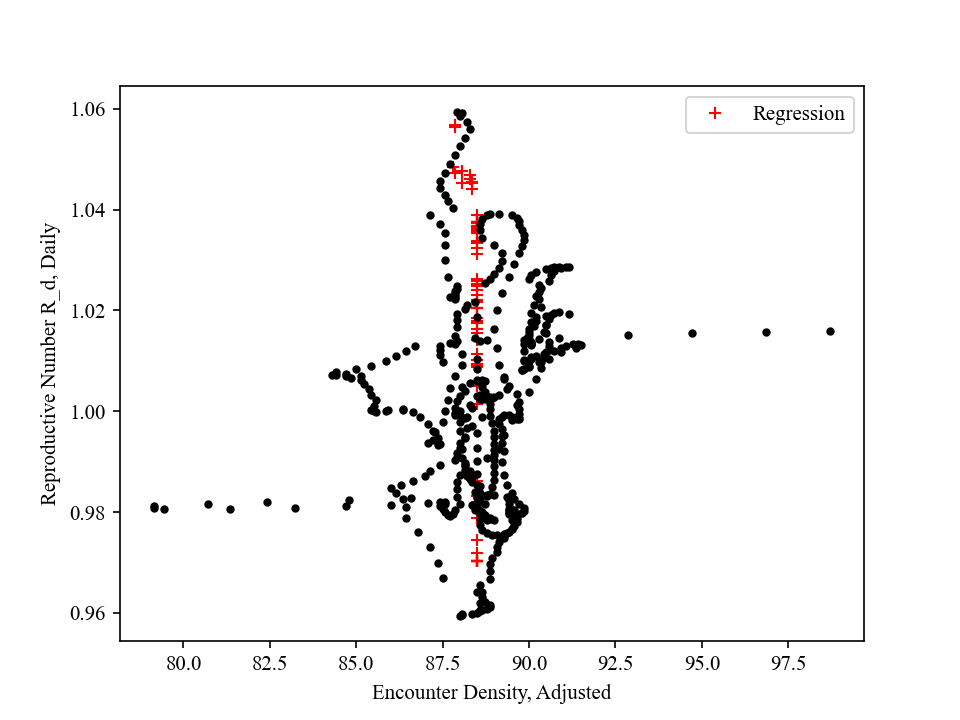 Regression
1.06
1.04
1.02
1.00
0.98
0.96
Reproductive Number R_d, Daily
80.0 82.5 85.0 87.5 90.0 92.5 95.0 97.5
Encounter Density, Adjusted